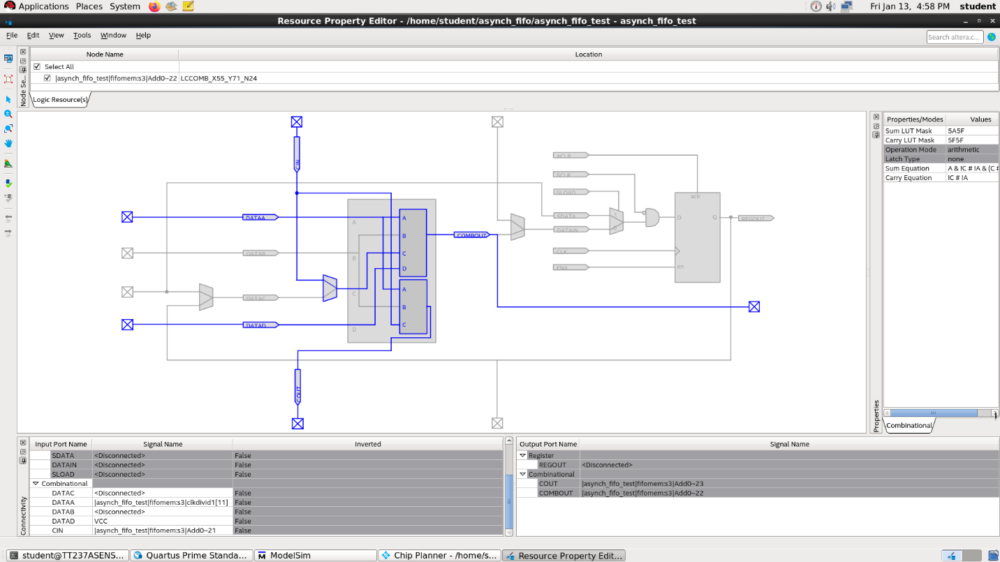 Applications Places System Fri Jan 13, 4:58 PM student
Resource Property Editor - /home/student/asynch_fifo/asynch_fifo_test - asynch_fifo_test
File Edit View Tools Window Help Search altera.c...
Node Name Location
Select All
|asynch_fifo_test|fifomem:s3|Add0~22 LCCOMB_X55_Y71_N24
Logic Resource(s)
Node Se...
Properties/Modes Values
Sum LUT Mask 5A5F
Carry LUT Mask 5F5F
Operation Mode arithmetic
Latch Type none
Sum Equation A & !C # !A & (C #
Carry Equation !C # !A
Combinational
Properties
CIN
DATAA
DATAB
DATAC
DATAD
A
B
C
D
A
B
C
D
A
B
C
COMBOUT
COUT
ACLR
SCLR
SLOAD
SDATA
DATAIN
CLK
ENA
0
aclr
D Q
en
REGOUT
Connectivity
Input Port Name Signal Name Inverted
SDATA <Disconnected> False
DATAIN <Disconnected> False
SLOAD <Disconnected> False
Combinational
DATAC <Disconnected> False
DATAA |asynch_fifo_test|fifomem:s3|clkdivid1[11] False
DATAB <Disconnected> False
DATAD VCC False
CIN |asynch_fifo_test|fifomem:s3|Add0~21 False
Output Port Name Signal Name
Register
REGOUT <Disconnected>
Combinational
COUT |asynch_fifo_test|fifomem:s3|Add0~23
COMBOUT |asynch_fifo_test|fifomem:s3|Add0~22
student@TT237ASENS... Quartus Prime Standa... ModelSim Chip Planner - /home/s... Resource Property Edit...